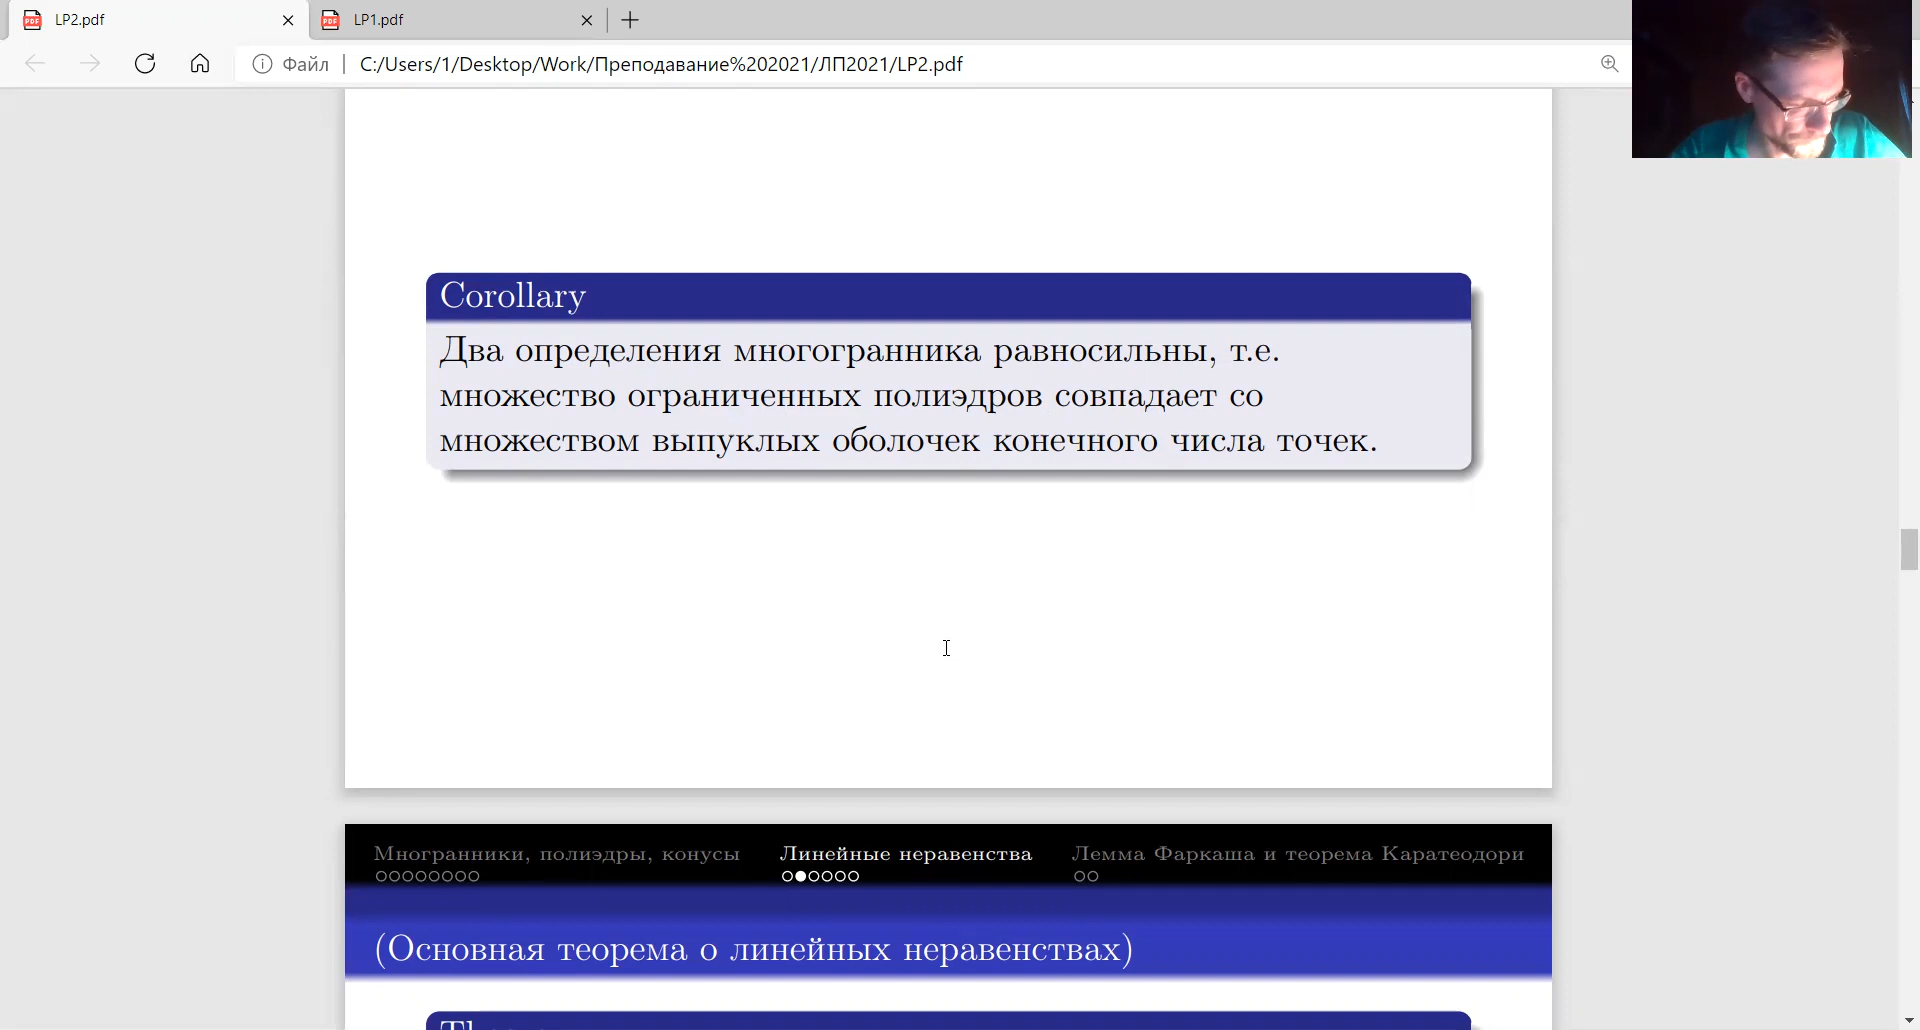 LP2.pdf
LP1.pdf
Файл
C:/Users/1/Desktop/Work/Преподавание%202021/ЛП2021/LP2.pdf
Corollary
Два определения многогранника равносильны, т.е.
множество ограниченных полиэдров совпадает со
множеством выпуклых оболочек конечного числа точек.
Многранники, полиэдры, конусы
Линейные неравенства
Лемма Фаркаша и теорема Каратеодори
(Основная теорема о линейных неравенствах)